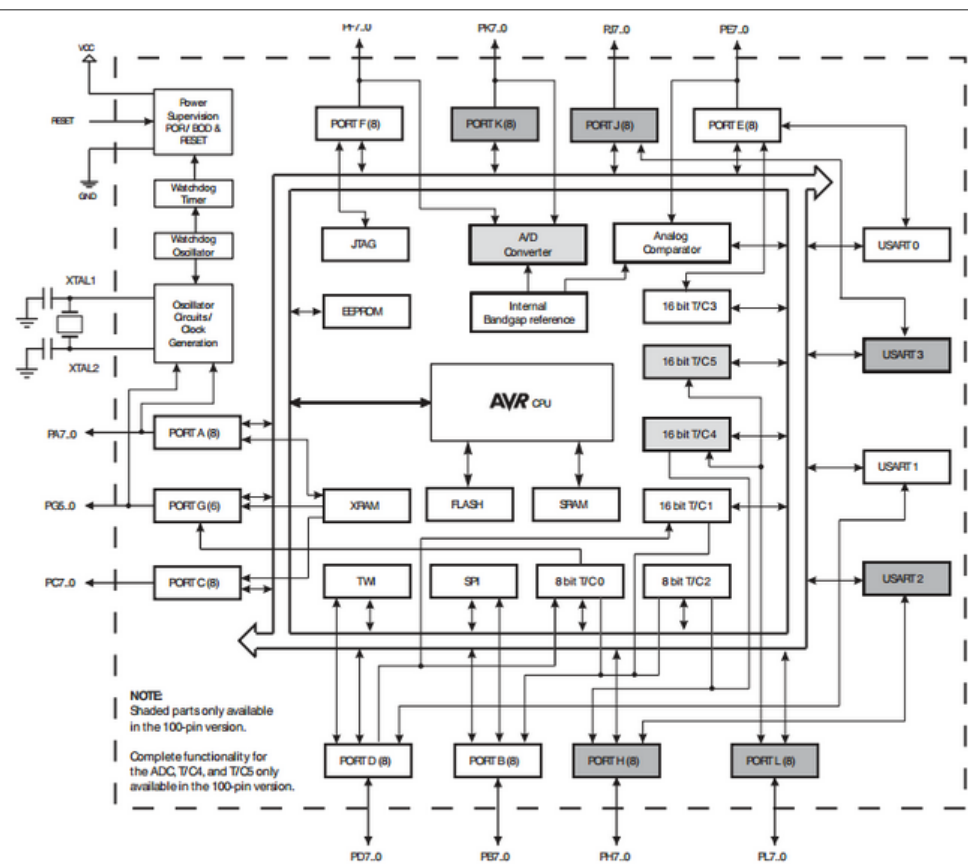 PF7..0
PK7..0
PJ7..0
PE7..0
VCC
RESET
GND
Power
Supervision
POR/ BOD &
RESET
PORT F (8)
PORT K (8)
PORT J (8)
PORT E (8)
Watchdog
Timer
Watchdog
Oscillator
JTAG
A/D
Converter
Analog
Comparator
USART 0
XTAL1
XTAL2
Oscillator
Circuits/
Clock
Generation
EEPROM
Internal
Bandgap reference
16 bit T/C3
16 bit T/C5
USART 3
AVR CPU
PA7..0
PORT A (8)
16 bit T/C4
USART 1
PG5..0
PORT G (6)
XRAM
FLASH
SRAM
16 bit T/C1
PC7..0
PORT C (8)
TWI
SPI
8 bit T/C0
8 bit T/C2
USART 2
NOTE:
Shaded parts only available
in the 100-pin version.
Complete functionality for
the ADC, T/C4, and T/C5 only
available in the 100-pin version.
PORT D (8)
PORT B (8)
PORT H (8)
PORT L (8)
PD7..0
PB7..0
PH7..0
PL7..0